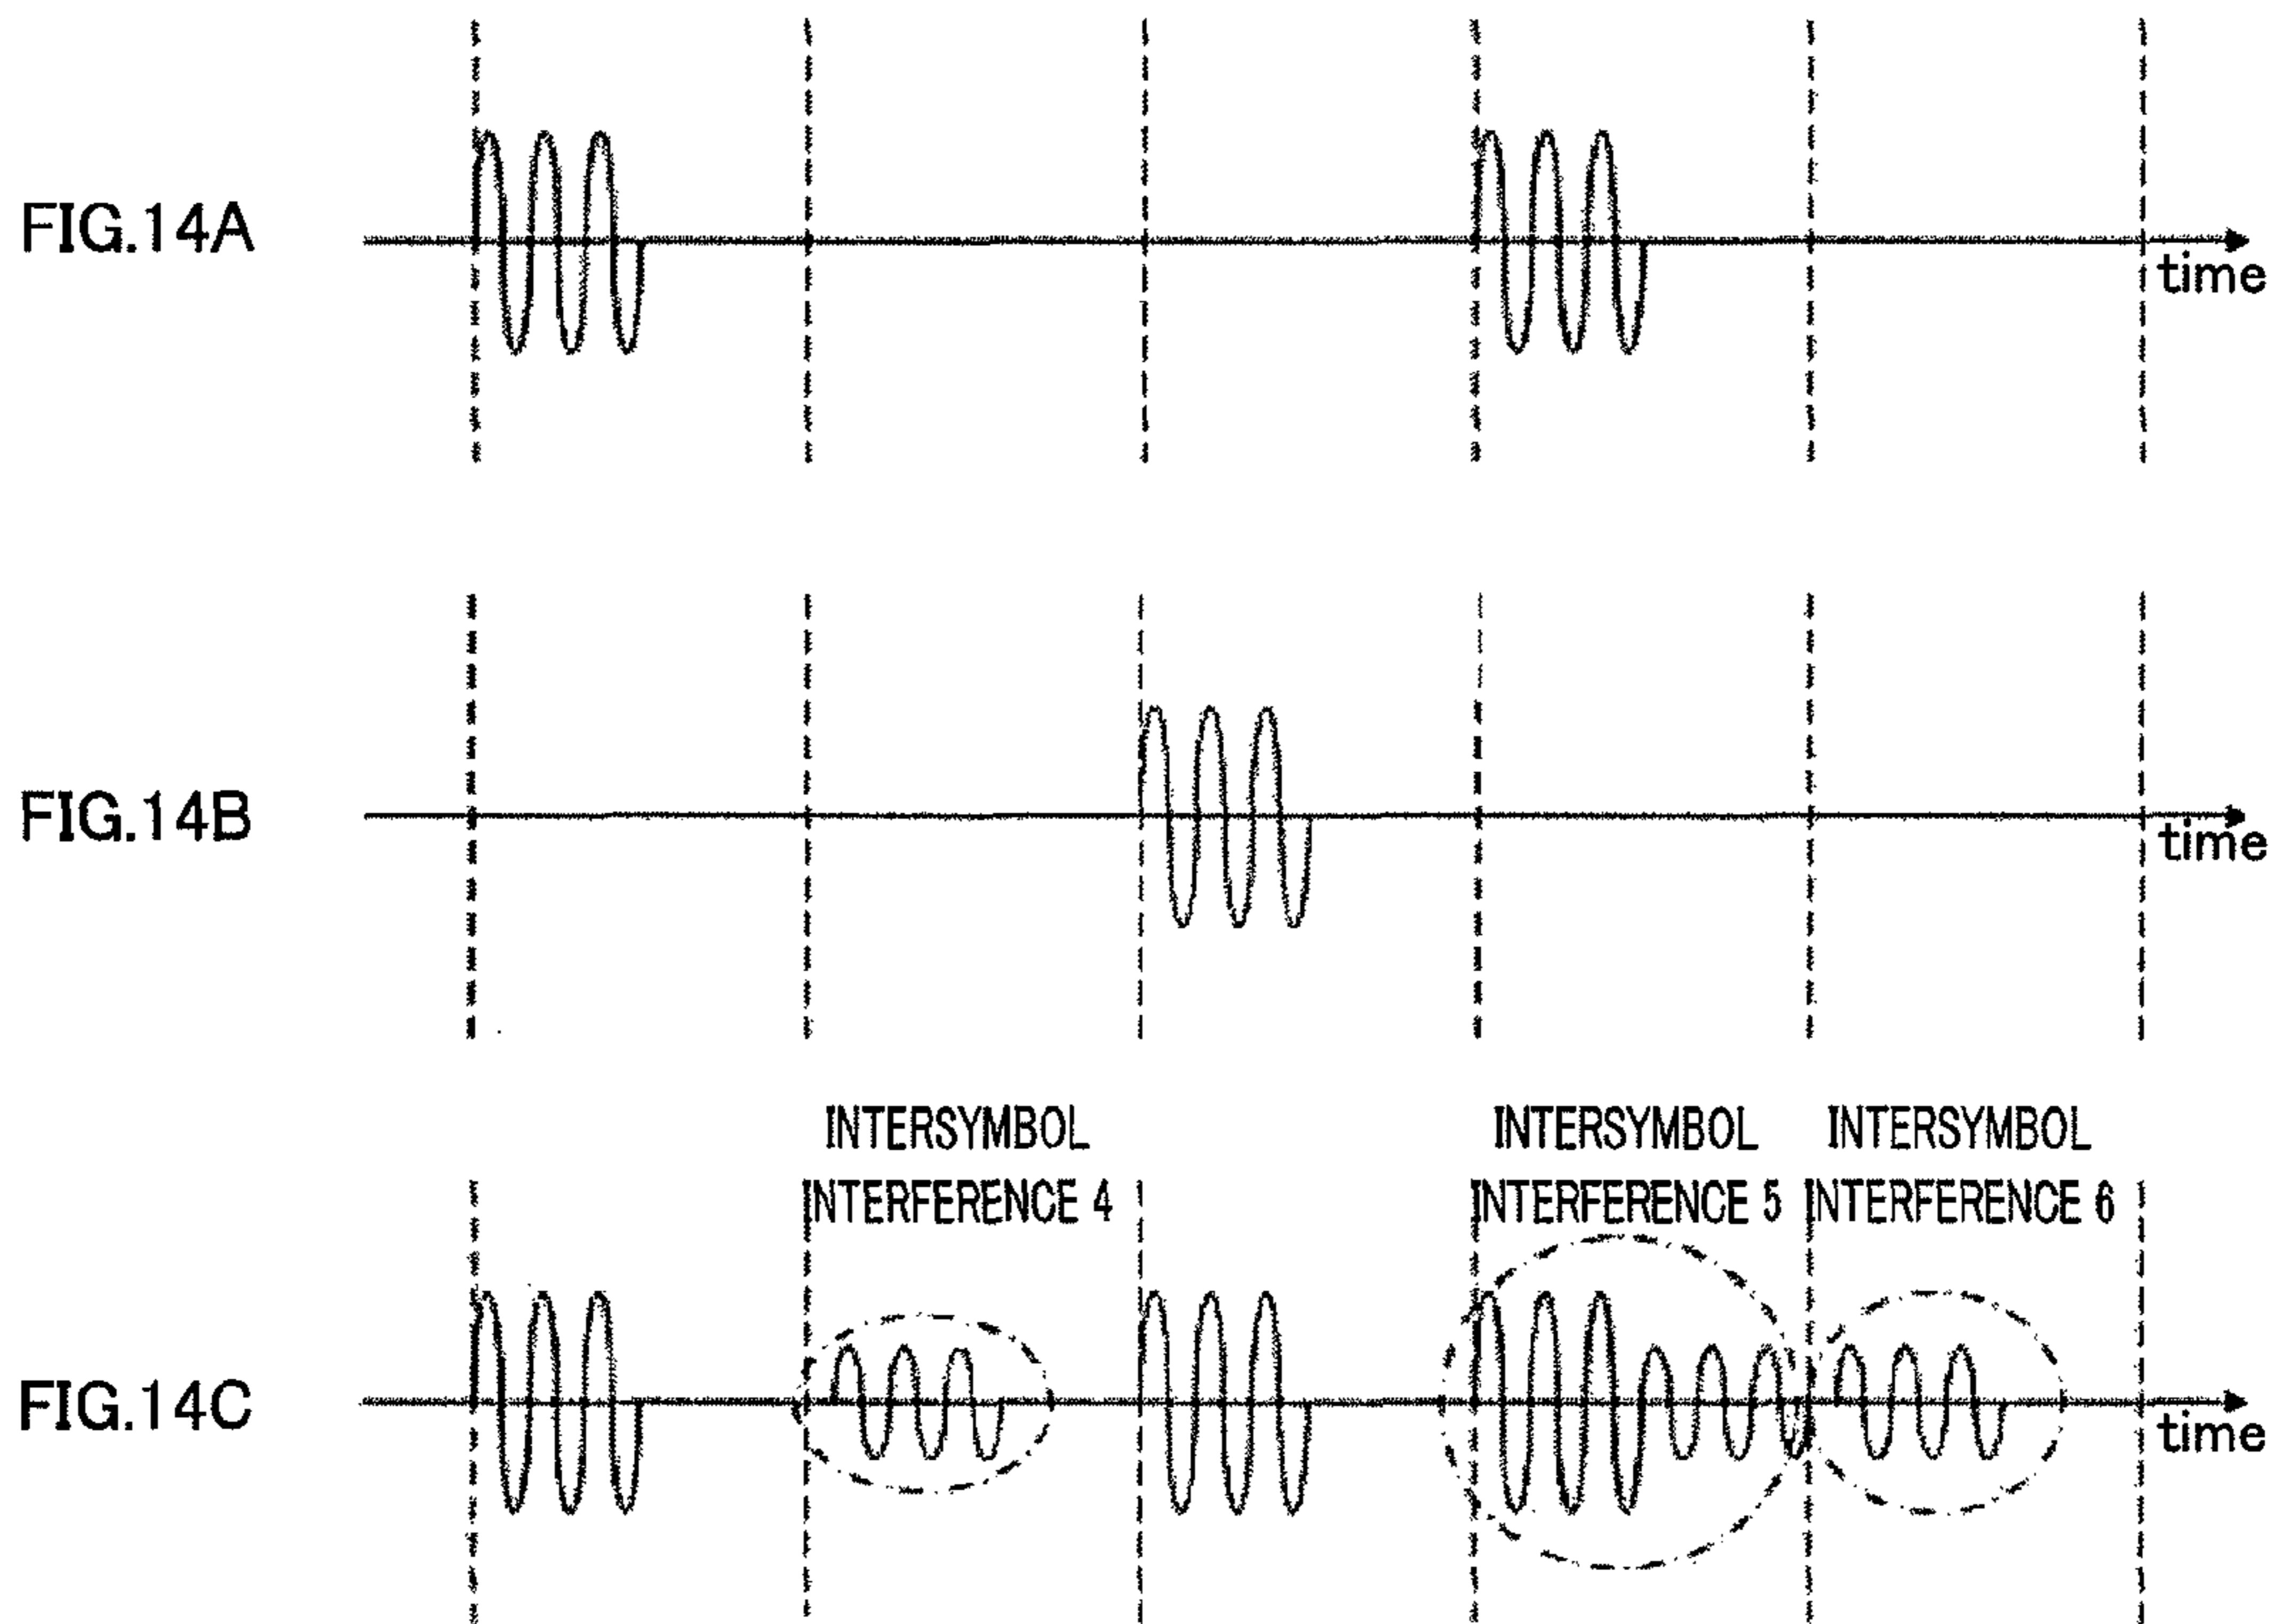 FIG.14A
time
FIG.14B
time
INTERSYMBOL
INTERFERENCE 4
INTERSYMBOL
INTERFERENCE 5
INTERSYMBOL
INTERFERENCE 6
FIG.14C
time